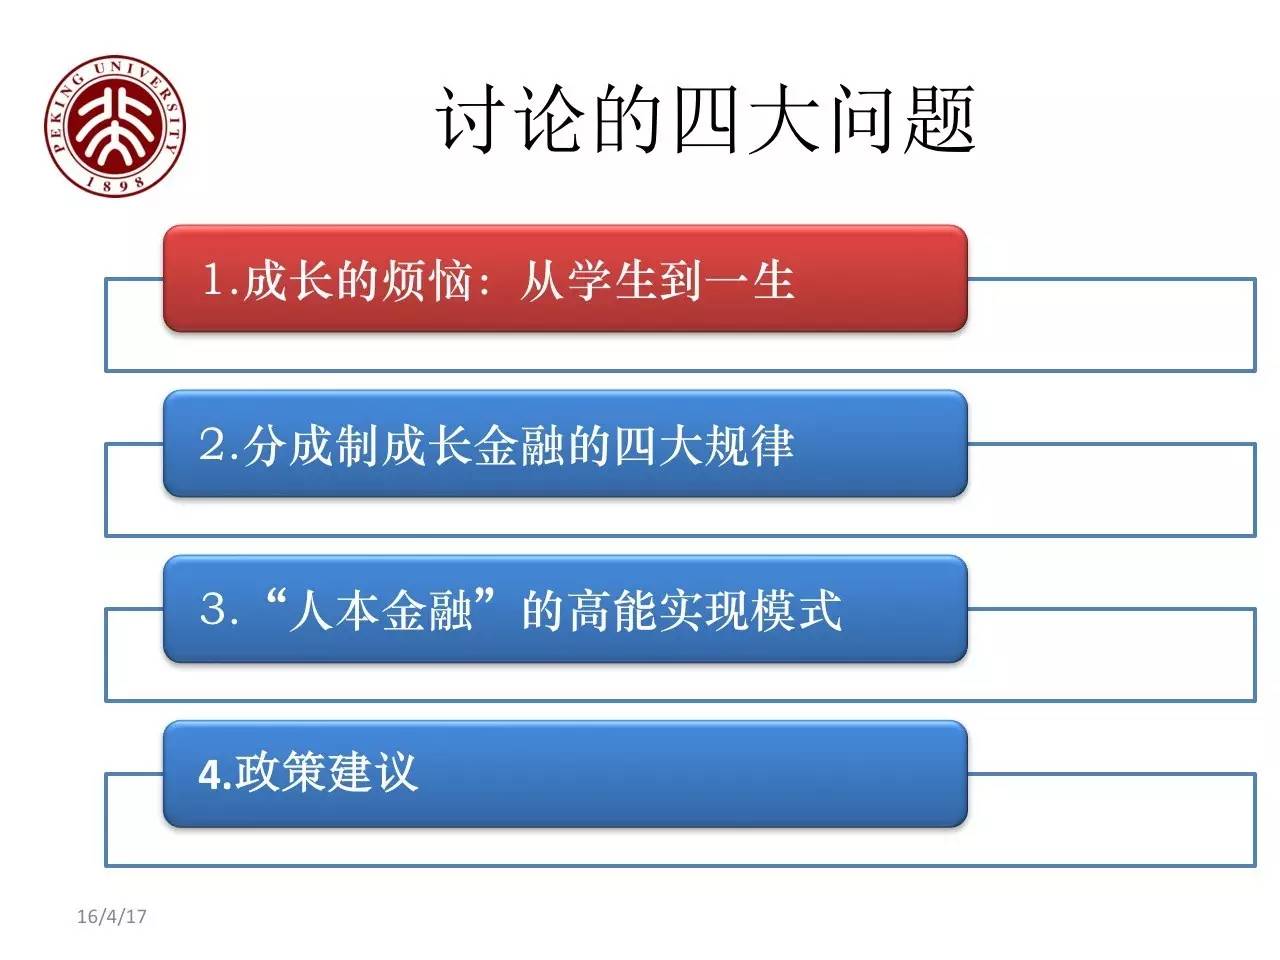 PEKING UNIVERSITY
1898
讨论的四大问题
1.成长的烦恼：从学生到一生
2.分成制成长金融的四大规律
3.“人本金融”的高能实现模式
4.政策建议
16/4/17